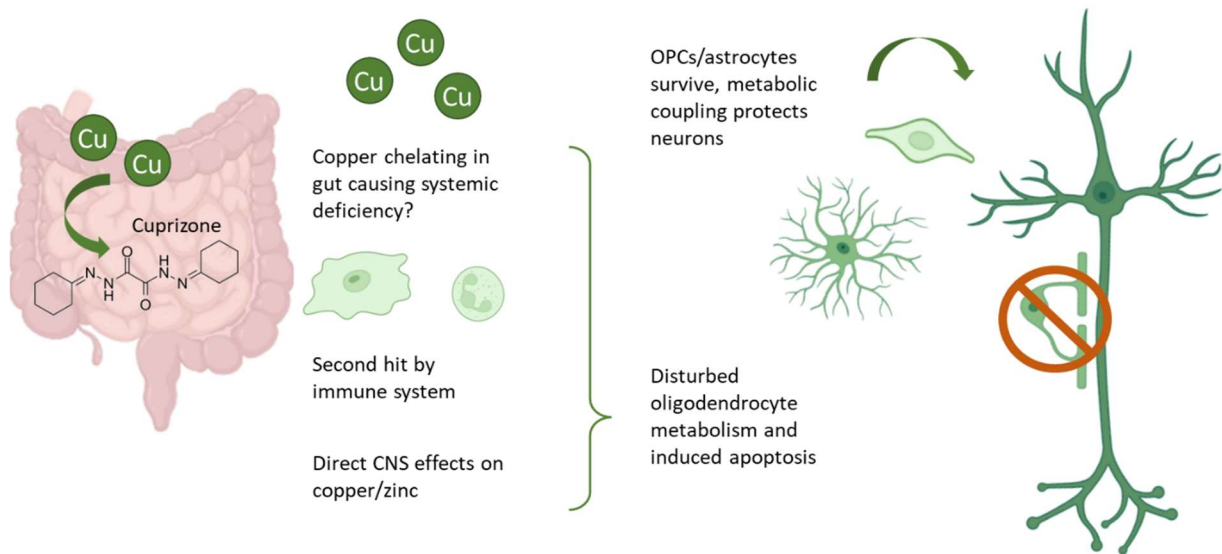 Cu
Cu
Cu
Cu
Cu
Copper chelating in
gut causing systemic
deficiency?
Cuprizone
N
N
H
O
O
H
N
N
Second hit by
immune system
Direct CNS effects on
copper/zinc
OPCs/astrocytes
survive, metabolic
coupling protects
neurons
Disturbed
oligodendrocyte
metabolism and
induced apoptosis